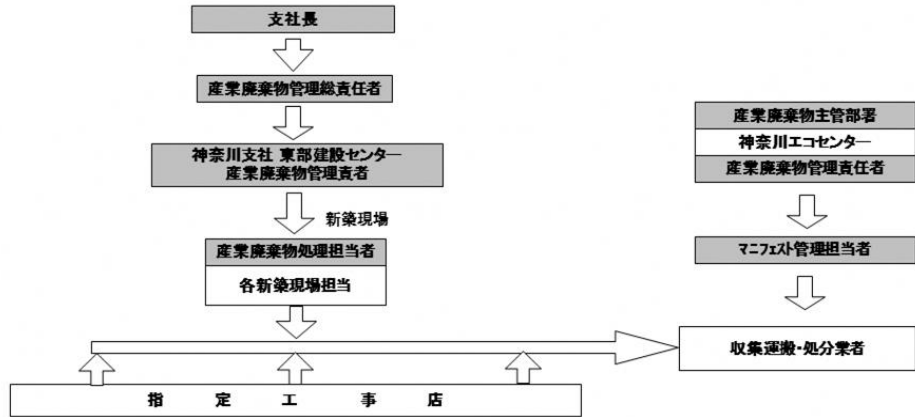 支社長
産業廃棄物管理総責任者
神奈川支社 東部建設センター
産業廃棄物管理責者
新築現場
産業廃棄物処理担当者
各新築現場担当
指定工事店
産業廃棄物主管部署
神奈川エコセンター
産業廃棄物管理責任者
マニフェスト管理担当者
収集運搬・処分業者